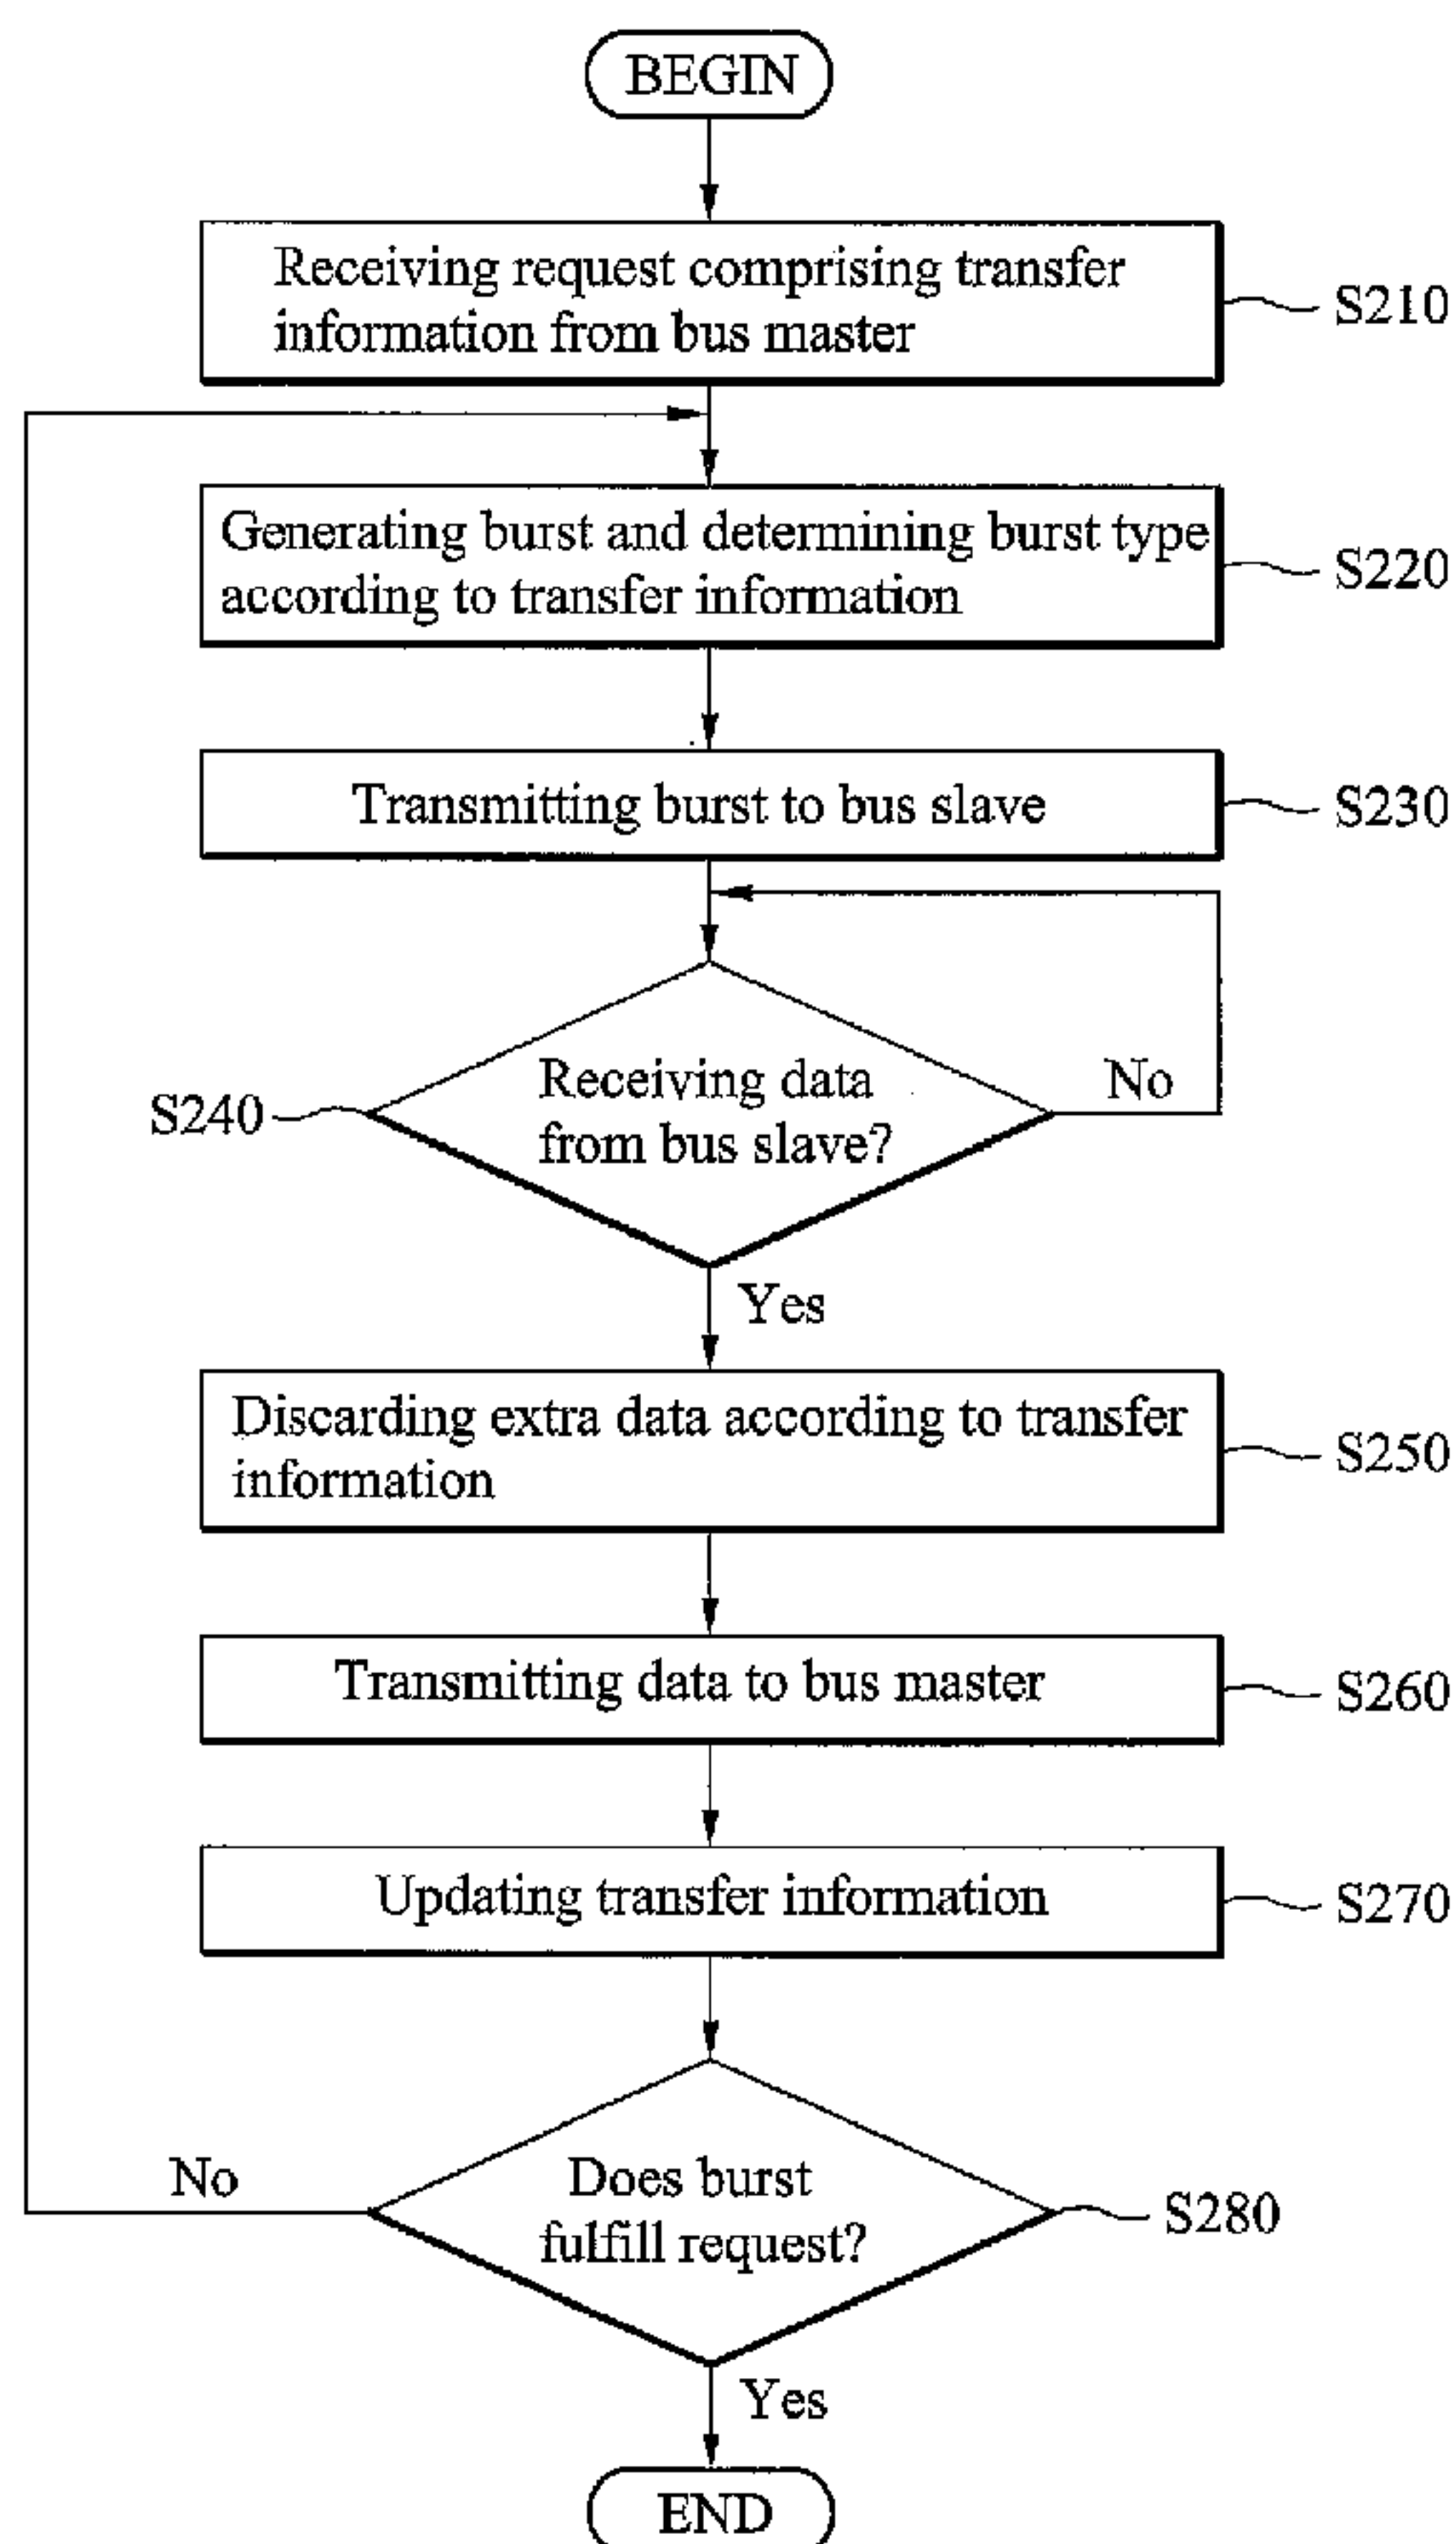 BEGIN
Receiving request comprising transfer
information from bus master
S210
Generating burst and determining burst type
according to transfer information
S220
Transmitting burst to bus slave
S230
Receiving data
from bus slave?
S240
No
Yes
Discarding extra data according to transfer
information
S250
Transmitting data to bus master
S260
Updating transfer information
S270
Does burst
fulfill request?
S280
No
Yes
END